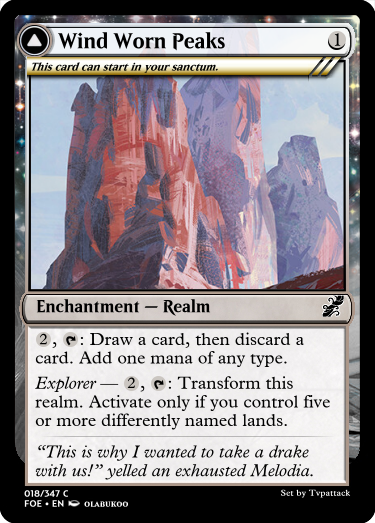 Wind Worn Peaks 1
This card can start in your sanctum.
Enchantment — Realm
2, : Draw a card, then discard a
card. Add one mana of any type.
Explorer — 2, : Transform this
realm. Activate only if you control five
or more differently named lands.
“This is why I wanted to take a drake
with us!” yelled an exhausted Melodia.
018/347 C
FOE • EN OLABUKOO
Set by Tvpattack